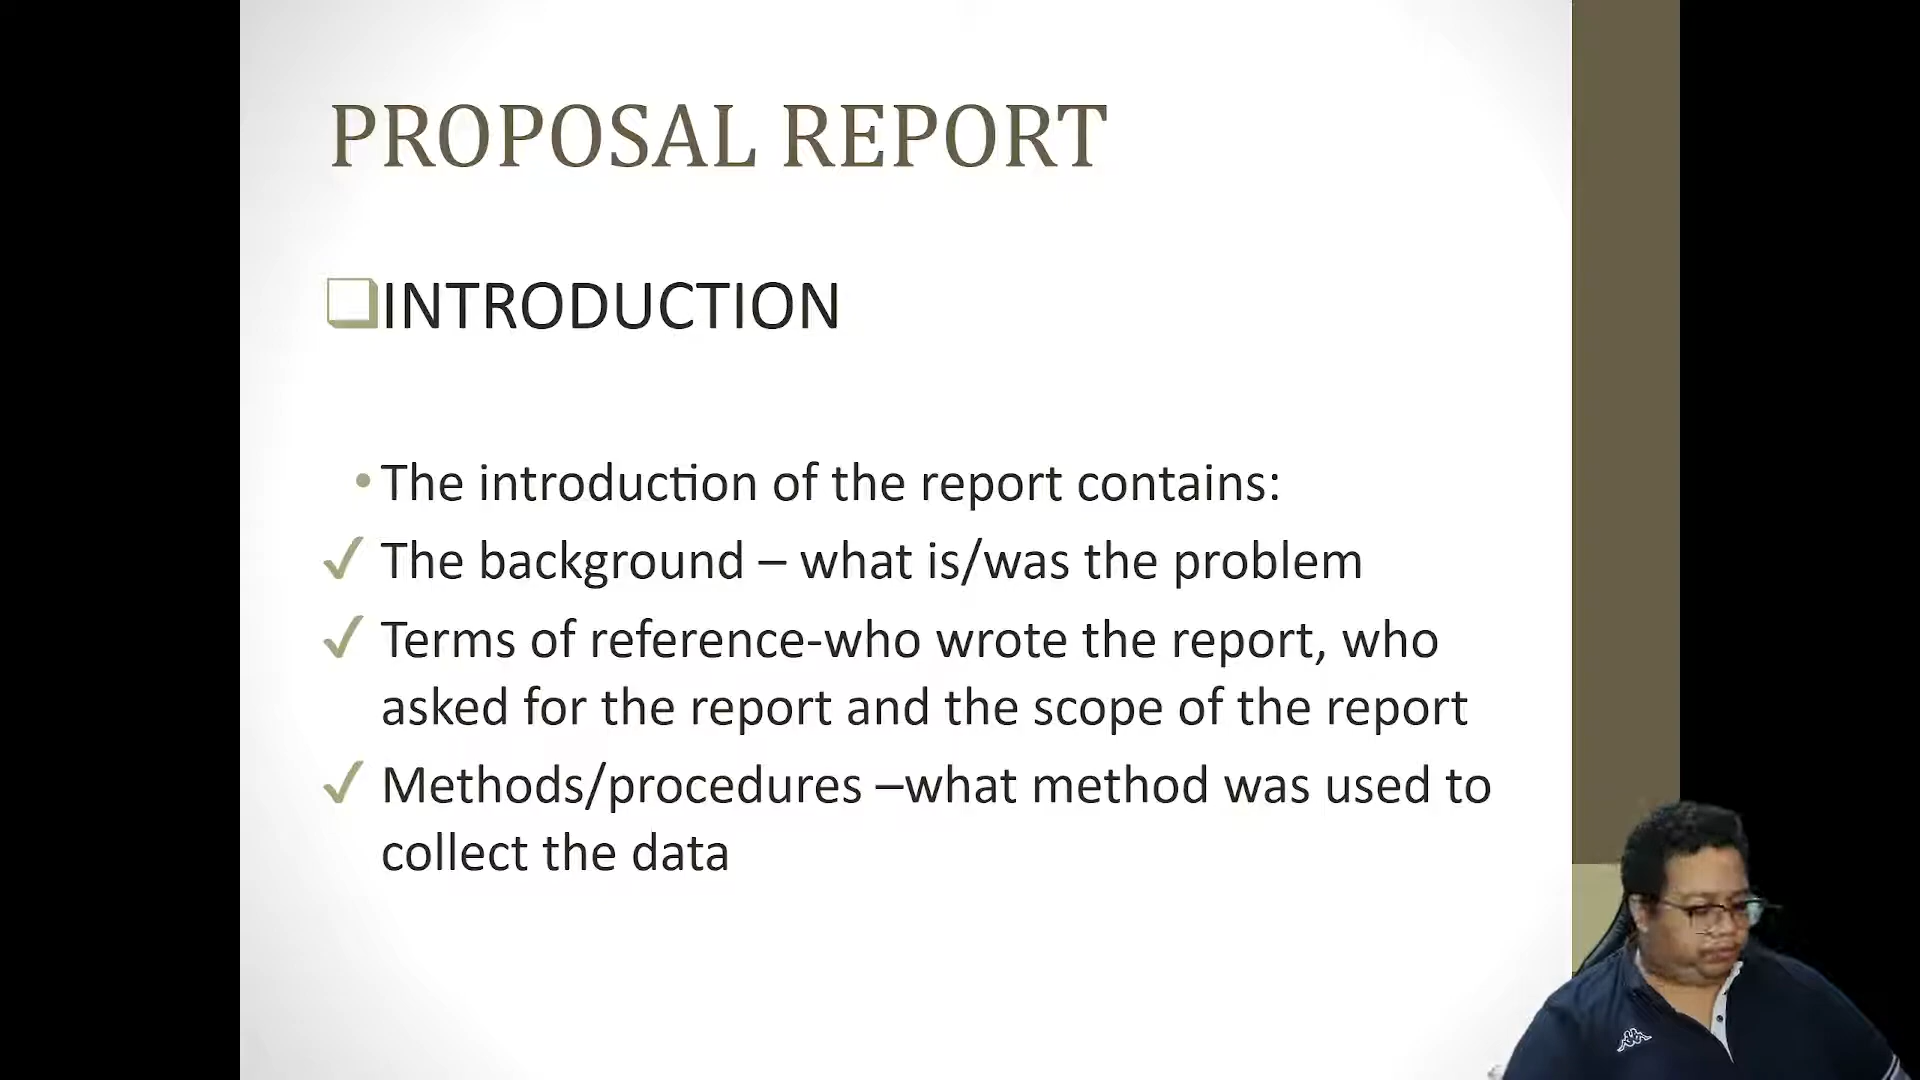 PROPOSAL REPORT
INTRODUCTION
The introduction of the report contains:
The background – what is/was the problem
Terms of reference-who wrote the report, who
asked for the report and the scope of the report
Methods/procedures –what method was used to
collect the data